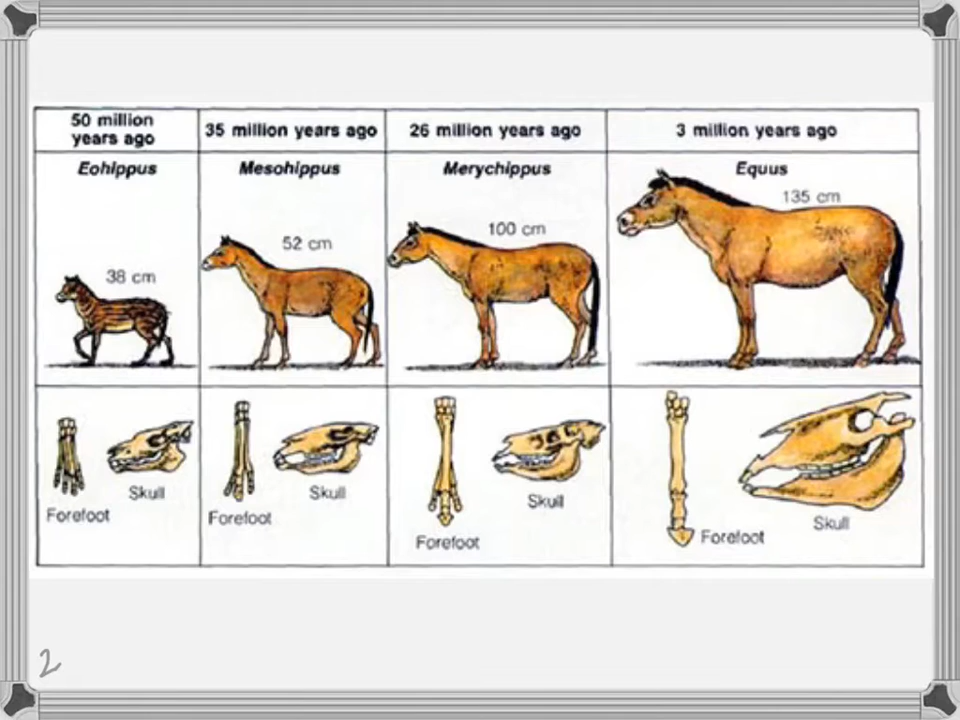 50 million
years ago
35 million years ago
26 million years ago
3 million years ago
Eohippus
Mesohippus
Merychippus
Equus
38 cm
52 cm
100 cm
135 cm
Forefoot
Skull
Forefoot
Skull
Forefoot
Skull
Forefoot
Skull
2